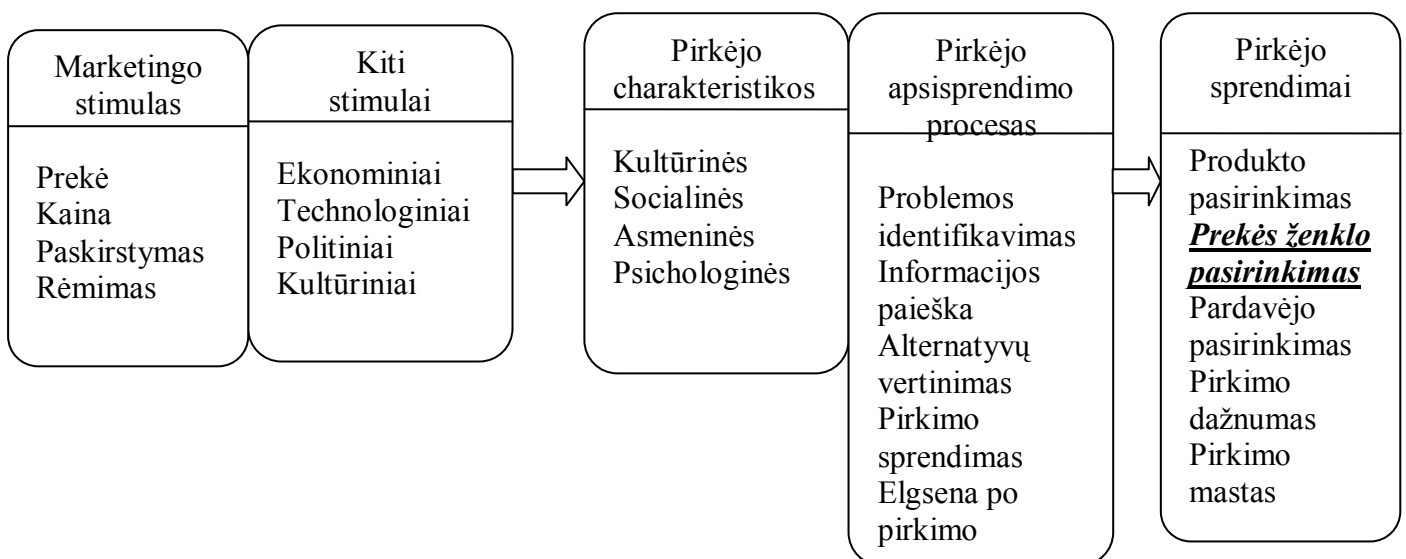 Marketingo
stimulas
Prekė
Kaina
Paskirstymas
Rėmimas
Kiti
stimulai
Ekonominiai
Technologiniai
Politiniai
Kultūriniai
Pirkėjo
charakteristikos
Kultūrinės
Socialinės
Asmeninės
Psichologinės
Pirkėjo
apsisprendimo
procesas
Problemos
identifikavimas
Informacijos
paieška
Alternatyvų
vertinimas
Pirkimo
sprendimas
Elgsena po
pirkimo
Pirkėjo
sprendimai
Produkto
pasirinkimas
Prekės ženklo
pasirinkimas
Pardavėjo
pasirinkimas
Pirkimo
dažnumas
Pirkimo
mastas